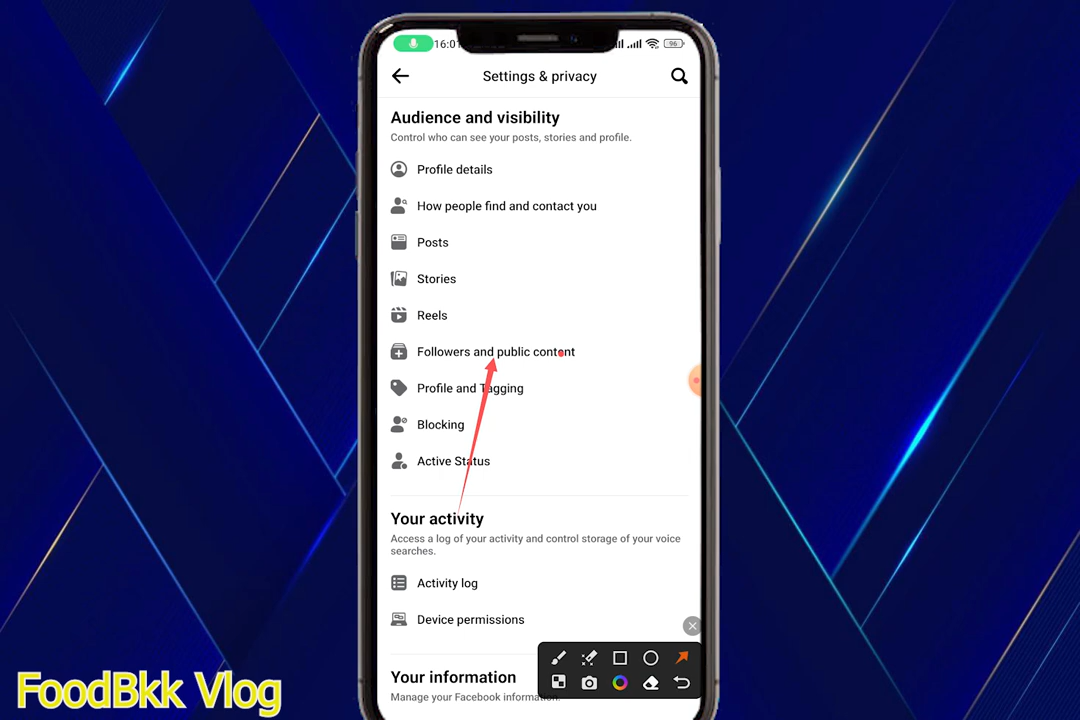 16:01
96
Settings & privacy
Audience and visibility
Control who can see your posts, stories and profile.
Profile details
How people find and contact you
Posts
Stories
Reels
Followers and public content
Profile and Tagging
Blocking
Active Status
Your activity
Access a log of your activity and control storage of your voice
searches.
Activity log
Device permissions
Your information
Manage your Facebook information.
FoodBkk Vlog